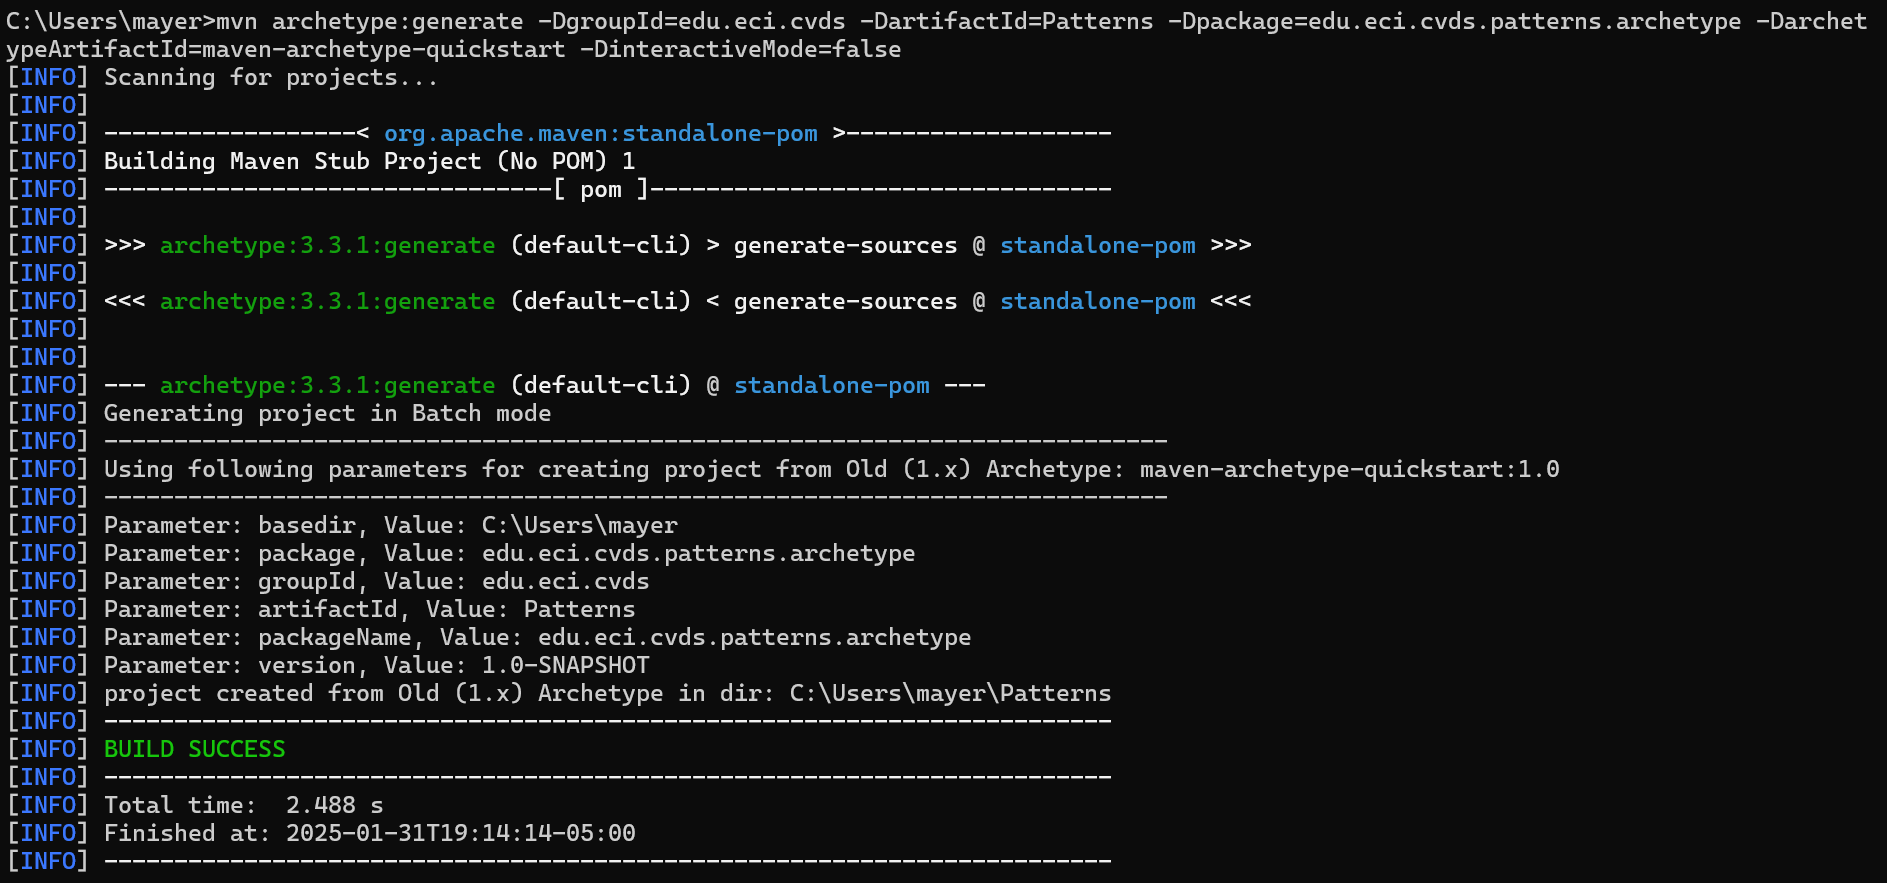 C:\Users\mayer>mvn archetype:generate -DgroupId=edu.eci.cvds -DartifactId=Patterns -Dpackage=edu.eci.cvds.patterns.archetype -Darchet
ypeArtifactId=maven-archetype-quickstart -DinteractiveMode=false
[INFO] Scanning for projects...
[INFO]
[INFO] ------------------< org.apache.maven:standalone-pom >-------------------
[INFO] Building Maven Stub Project (No POM) 1
[INFO] --------------------------------[ pom ]---------------------------------
[INFO]
[INFO] >>> archetype:3.3.1:generate (default-cli) > generate-sources @ standalone-pom >>>
[INFO]
[INFO] <<< archetype:3.3.1:generate (default-cli) < generate-sources @ standalone-pom <<<
[INFO]
[INFO]
[INFO] --- archetype:3.3.1:generate (default-cli) @ standalone-pom ---
[INFO] Generating project in Batch mode
[INFO] ----------------------------------------------------------------------------
[INFO] Using following parameters for creating project from Old (1.x) Archetype: maven-archetype-quickstart:1.0
[INFO] ----------------------------------------------------------------------------
[INFO] Parameter: basedir, Value: C:\Users\mayer
[INFO] Parameter: package, Value: edu.eci.cvds.patterns.archetype
[INFO] Parameter: groupId, Value: edu.eci.cvds
[INFO] Parameter: artifactId, Value: Patterns
[INFO] Parameter: packageName, Value: edu.eci.cvds.patterns.archetype
[INFO] Parameter: version, Value: 1.0-SNAPSHOT
[INFO] project created from Old (1.x) Archetype in dir: C:\Users\mayer\Patterns
[INFO] ------------------------------------------------------------------------
[INFO] BUILD SUCCESS
[INFO] ------------------------------------------------------------------------
[INFO] Total time:  2.488 s
[INFO] Finished at: 2025-01-31T19:14:14-05:00
[INFO] ------------------------------------------------------------------------